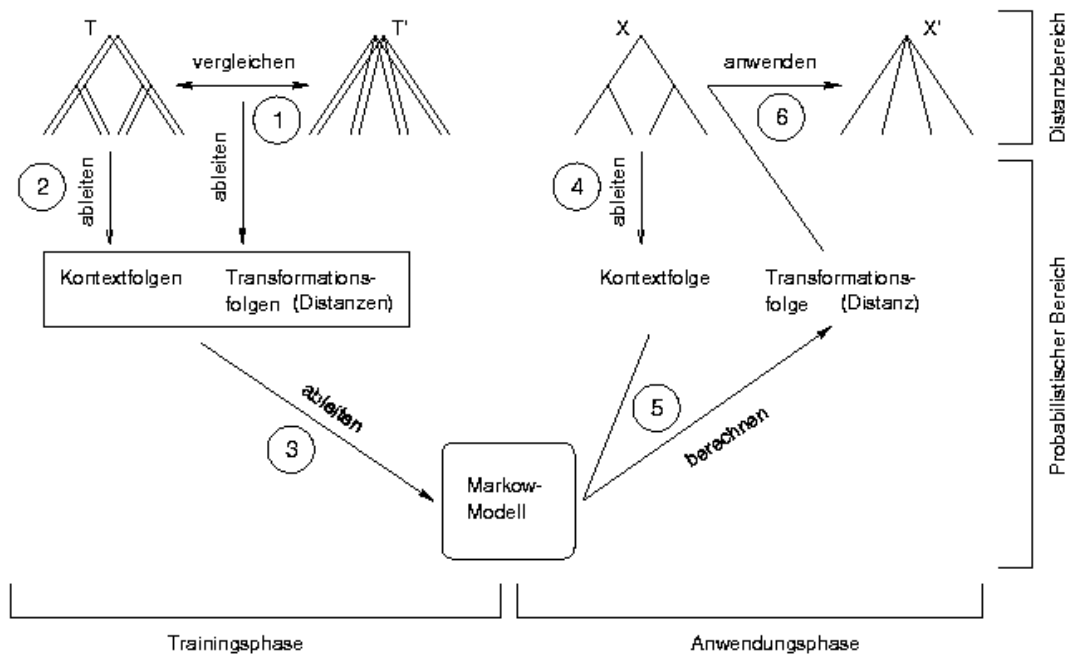 T
T'
X
X'
vergleichen
anwenden
1
6
2
ableiten
ableiten
4
ableiten
Distanzbereich
Kontextfolgen
Transformations-
folgen (Distanzen)
Kontextfolge
Transformations-
folge (Distanz)
Probabilistischer Bereich
ableiten
3
5
berechnen
Markow-
Modell
Trainingsphase
Anwendungsphase